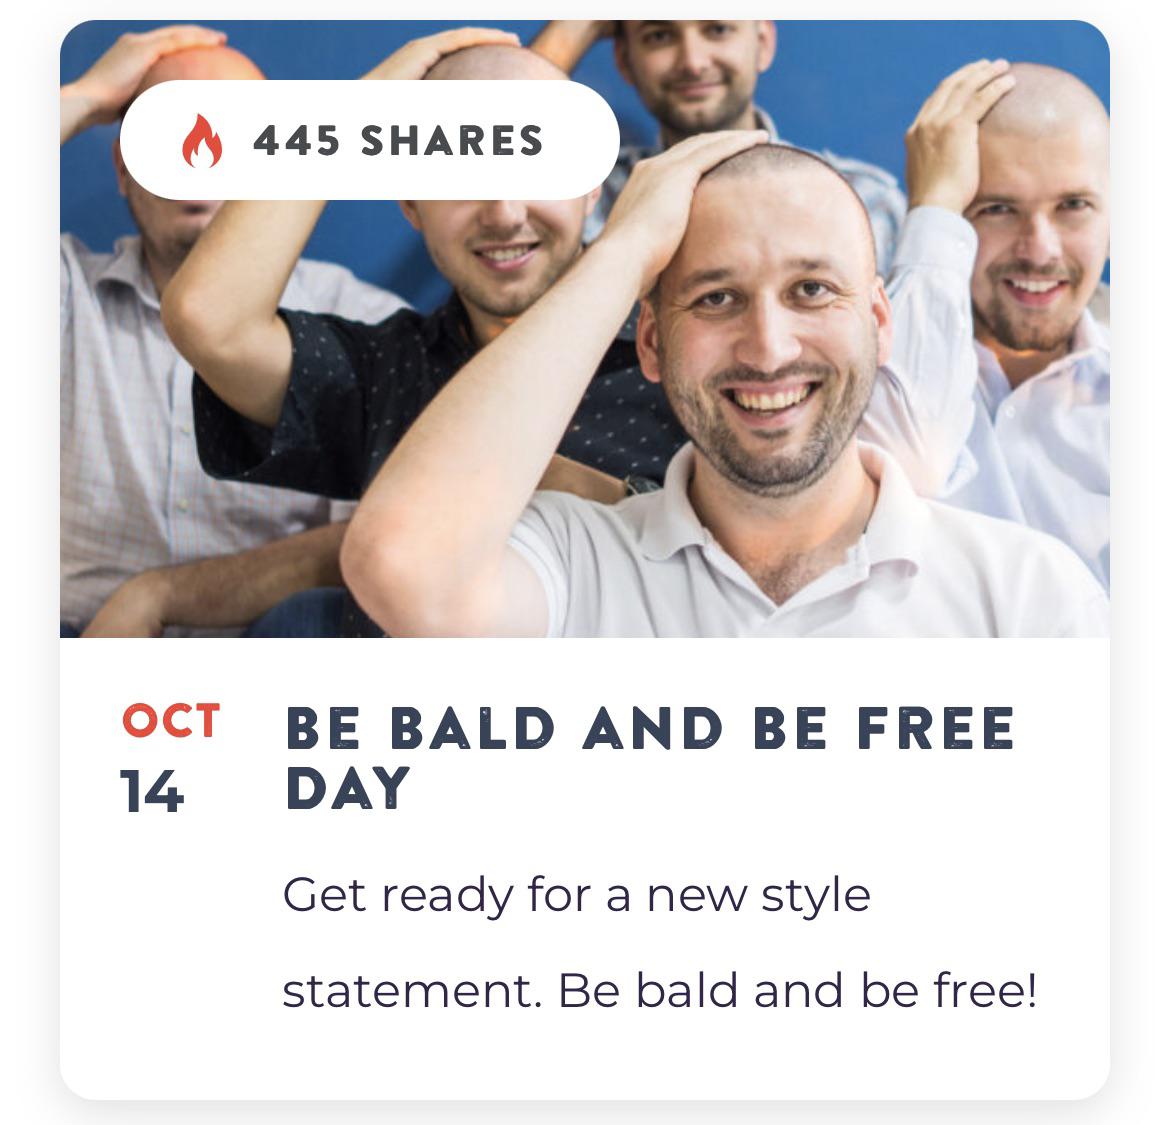 445 SHARES
OCT
14
BE BALD AND BE FREE
DAY
Get ready for a new style
statement. Be bald and be free!